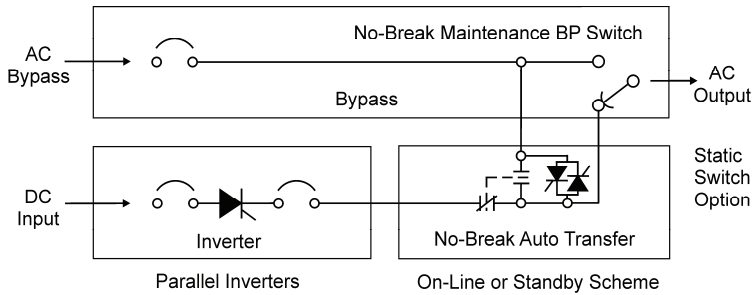 No-Break Maintenance BP Switch
AC
Bypass
AC
Output
Bypass
Static
Switch
Option
DC
Input
Inverter
No-Break Auto Transfer
Parallel Inverters
On-Line or Standby Scheme